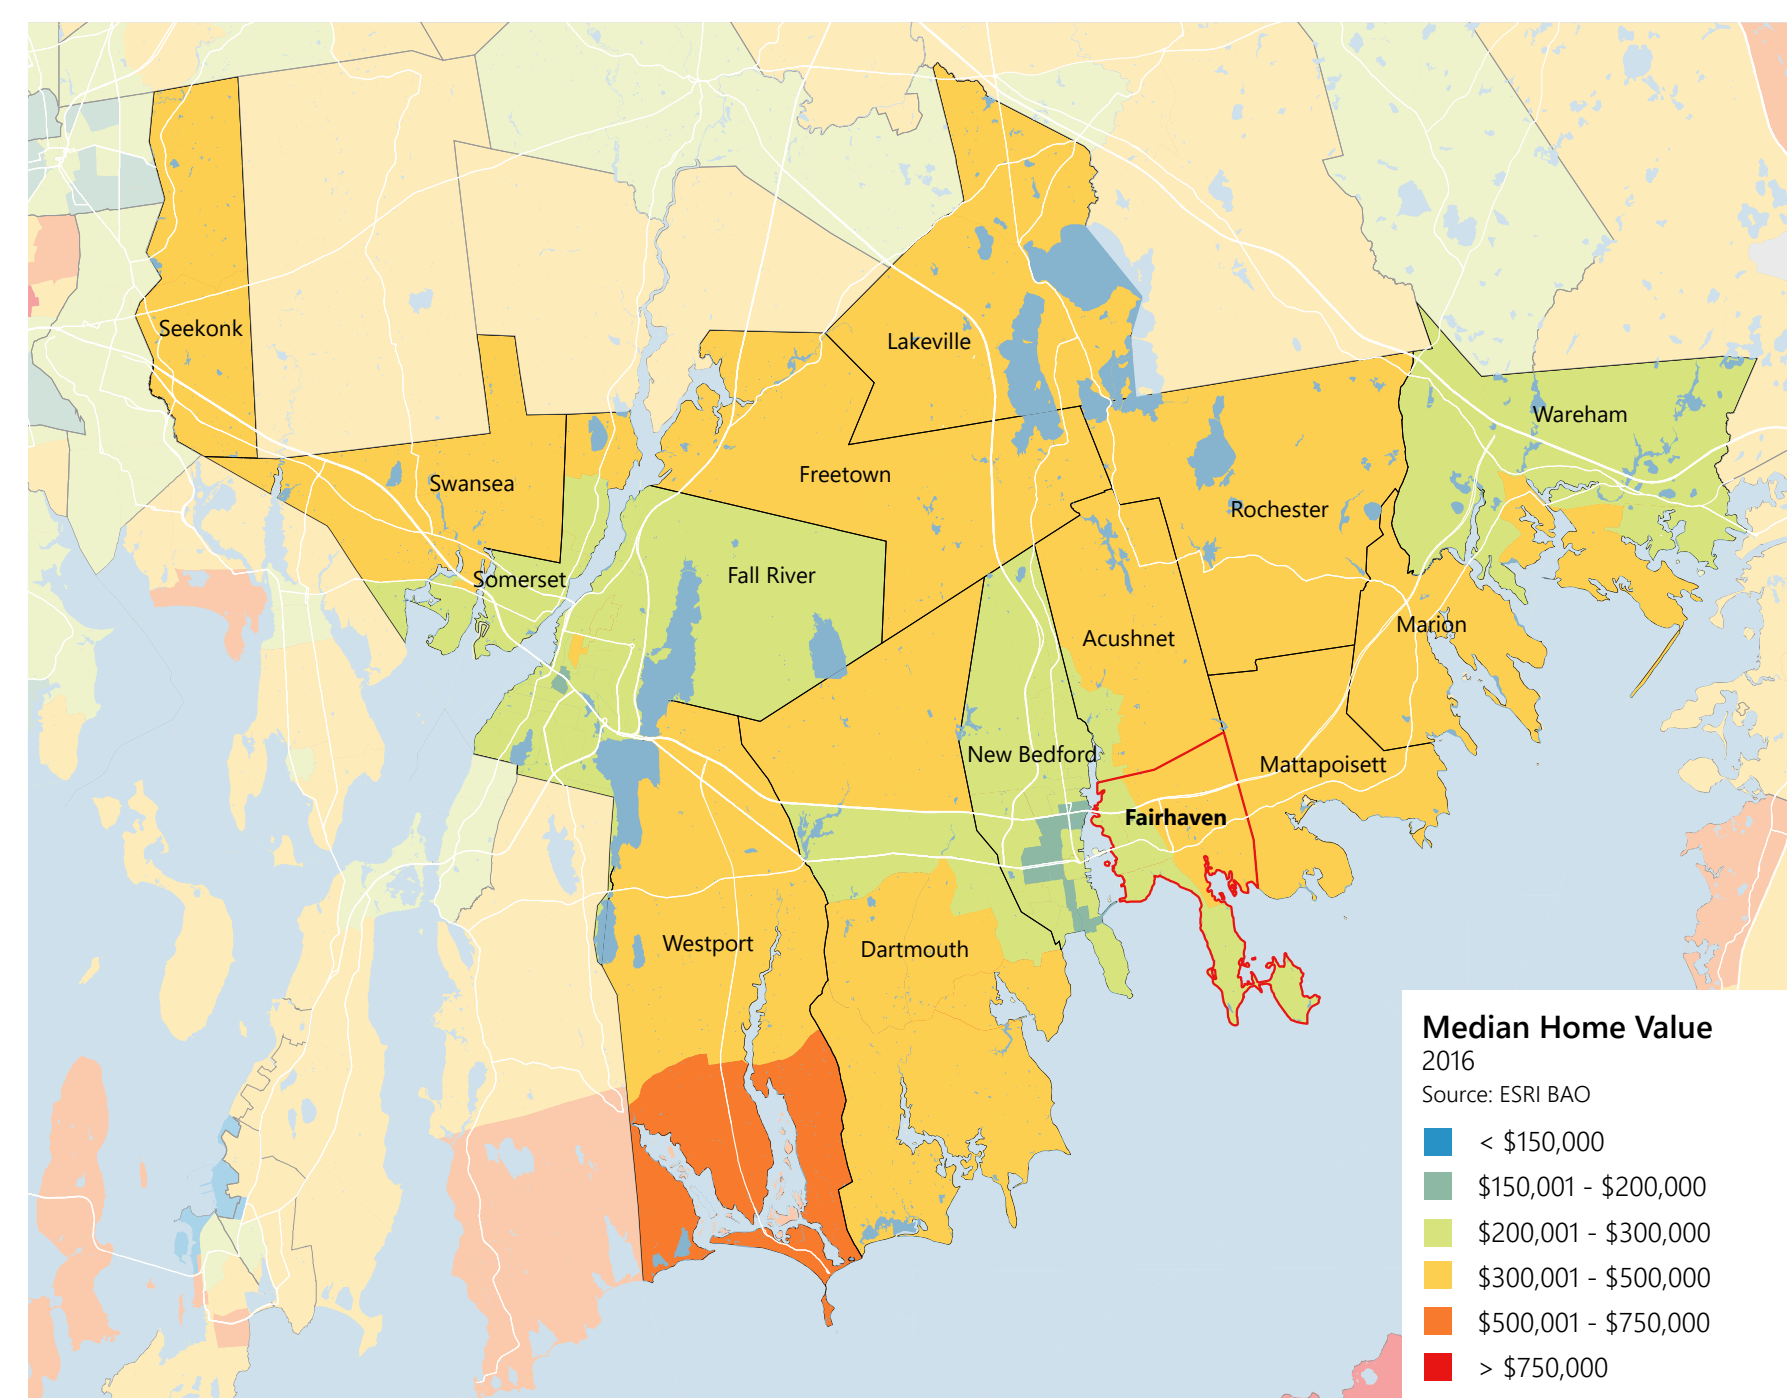 Seekonk
Lakeville
Wareham
Swansea
Freetown
Rochester
Somerset
Fall River
Acushnet
Marion
New Bedford
Mattapoisett
Fairhaven
Westport
Dartmouth
Median Home Value
2016
Source: ESRI BAO
< $150,000
$150,001 - $200,000
$200,001 - $300,000
$300,001 - $500,000
$500,001 - $750,000
> $750,000